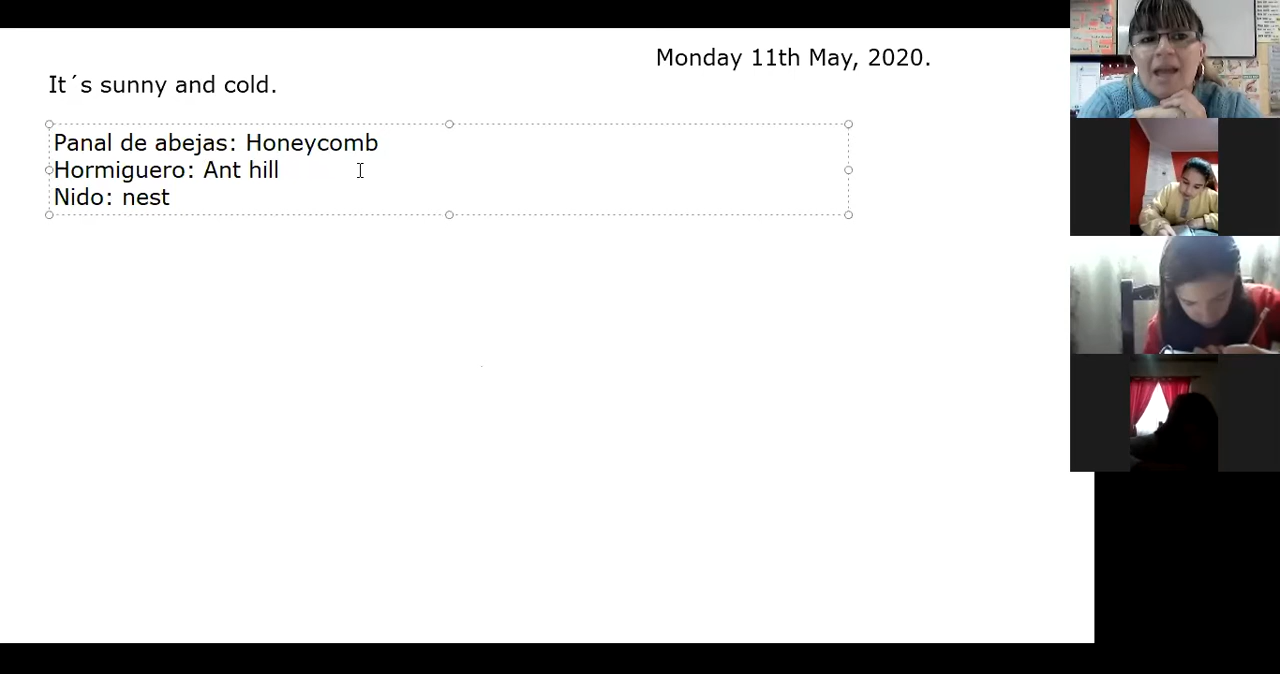 Monday 11th May, 2020.
It´s sunny and cold.
Panal de abejas: Honeycomb
Hormiguero: Ant hill
Nido: nest